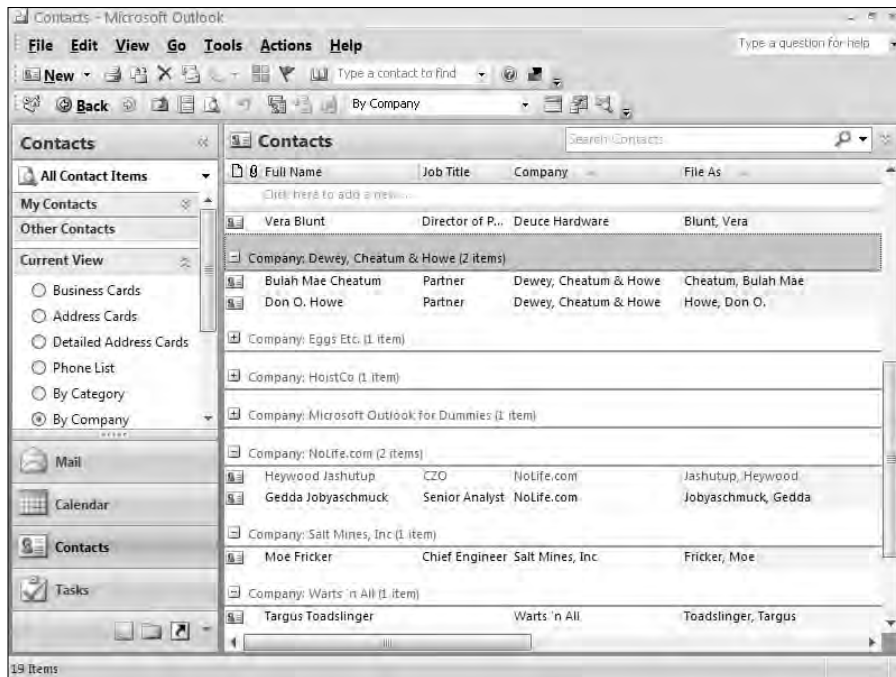 Contacts - Microsoft Outlook
File Edit View Go Tools Actions Help
Type a question for help
New Type a contact to find
Back By Company
Contacts
All Contact Items
My Contacts
Other Contacts
Current View
Business Cards
Address Cards
Detailed Address Cards
Phone List
By Category
By Company
Mail
Calendar
Contacts
Tasks
Contacts
Search Contacts
Full Name Job Title Company File As
Click here to add a new ...
Vera Blunt Director of P... Deuce Hardware Blunt, Vera
Company: Dewey, Cheatum & Howe (2 items)
Bulah Mae Cheatum Partner Dewey, Cheatum & Howe Cheatum, Bulah Mae
Don O. Howe Partner Dewey, Cheatum & Howe Howe, Don O.
Company: Eggs Etc. (1 item)
Company: HoistCo (1 item)
Company: Microsoft Outlook for Dummies (1 item)
Company: NoLife.com (2 items)
Heywood Jashutup CZO NoLife.com Jashutup, Heywood
Gedda Jobyaschmuck Senior Analyst NoLife.com Jobyaschmuck, Gedda
Company: Salt Mines, Inc (1 item)
Moe Fricker Chief Engineer Salt Mines, Inc Fricker, Moe
Company: Warts 'n All (1 item)
Targus Toadslinger Warts 'n All Toadslinger, Targus
19 Items